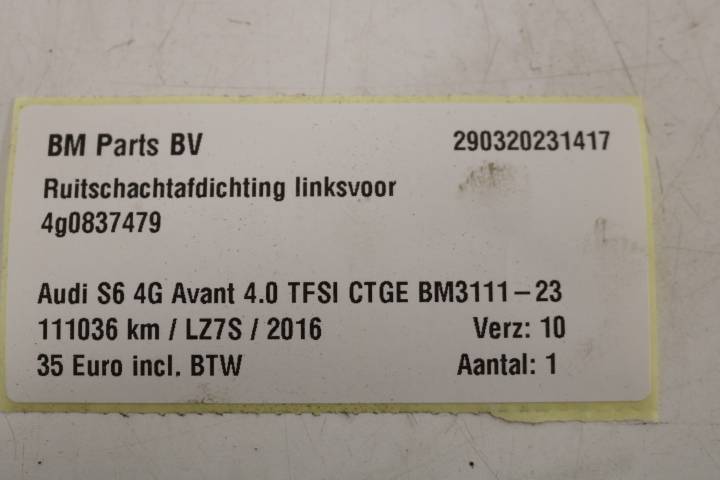 BM Parts BV 290320231417
Ruitschachtafdichting linksvoor
4g0837479
Audi S6 4G Avant 4.0 TFSI CTGE BM3111-23
111036 km / LZ7S / 2016 Verz: 10
35 Euro incl. BTW Aantal: 1